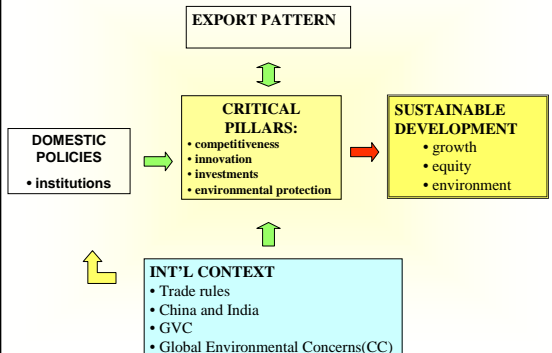 EXPORT PATTERN
CRITICAL
PILLARS:
• competitiveness
• innovation
• investments
• environmental protection
SUSTAINABLE
DEVELOPMENT
• growth
• equity
• environment
DOMESTIC
POLICIES
• institutions
INT'L CONTEXT
• Trade rules
• China and India
• GVC
• Global Environmental Concerns(CC)